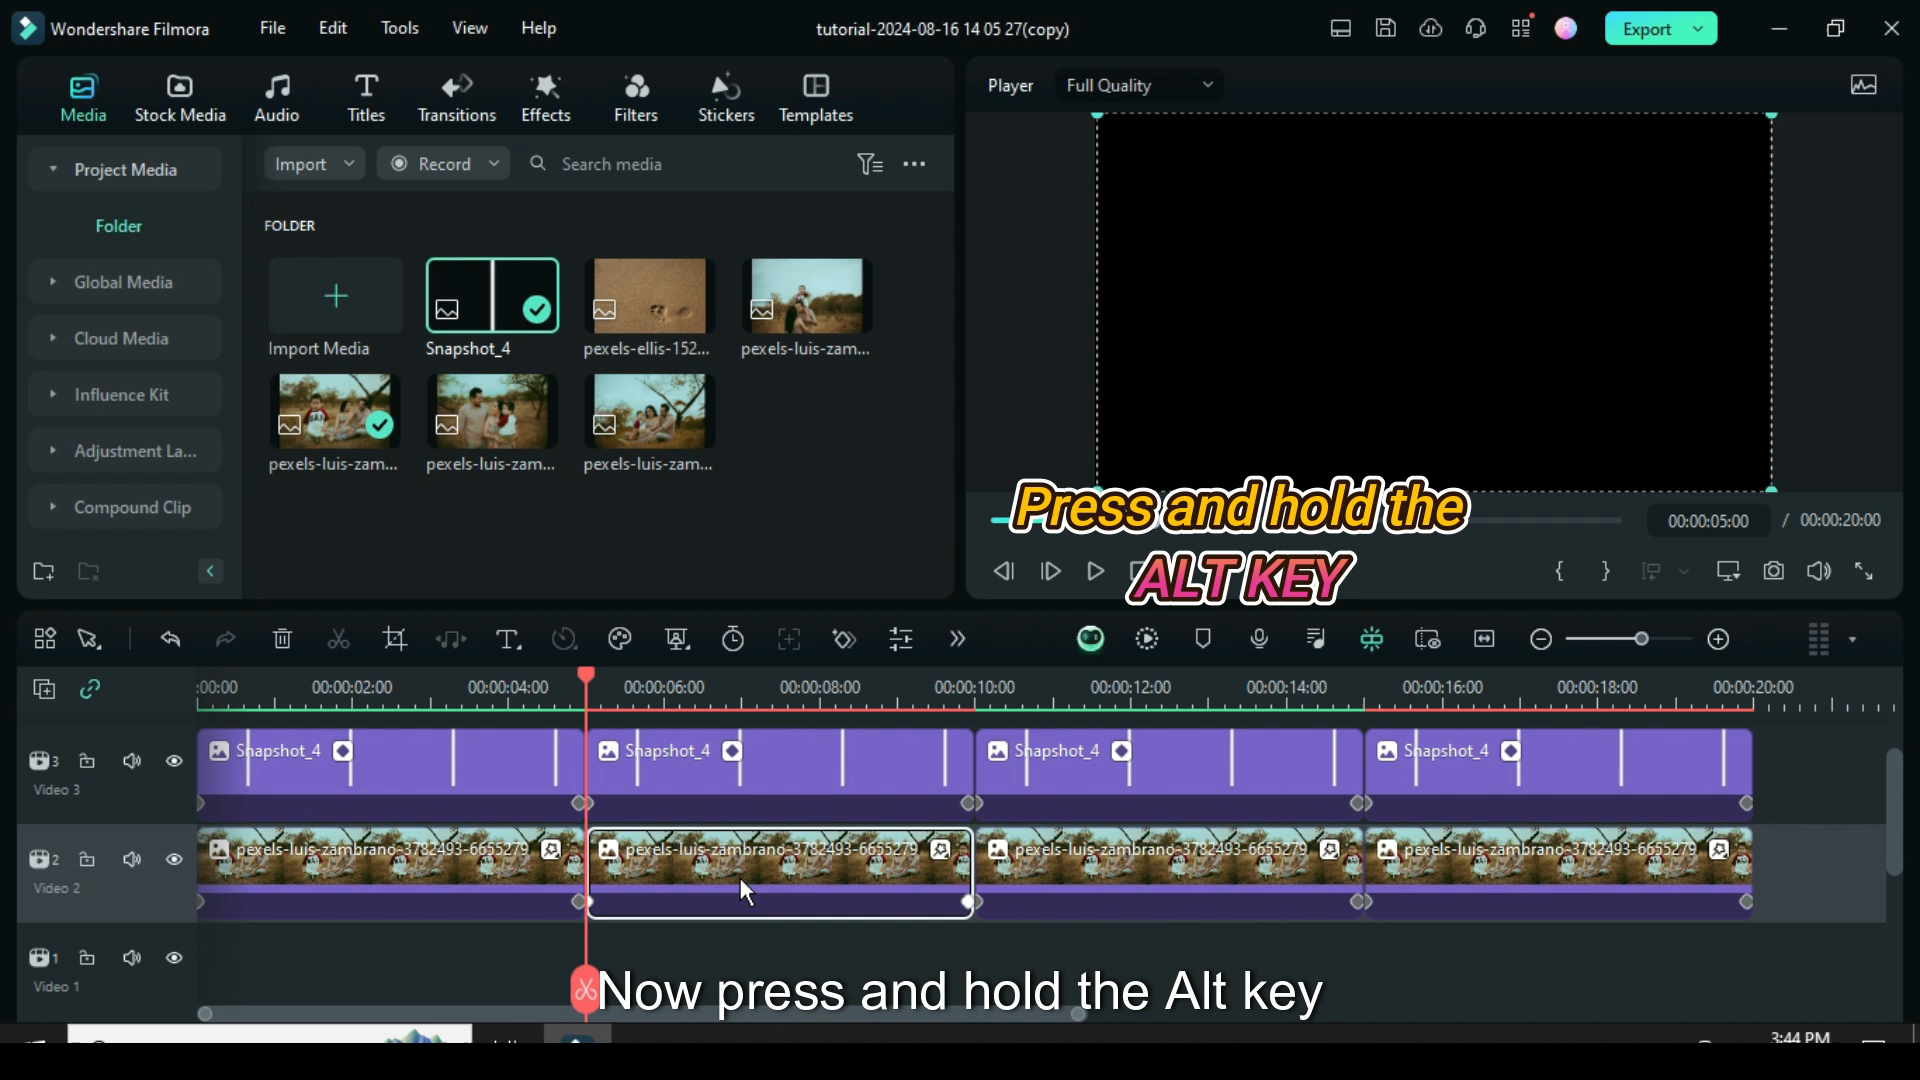 Wondershare Filmora
File
Edit
Tools
View
Help
tutorial-2024-08-16 14 05 27(copy)
Export
Media
Stock Media
Audio
Titles
Transitions
Effects
Filters
Stickers
Templates
Player
Full Quality
Project Media
Import
Record
Search media
Folder
FOLDER
Global Media
Cloud Media
Influence Kit
Adjustment La...
Compound Clip
Import Media
Snapshot_4
pexels-ellis-152...
pexels-luis-zam...
pexels-luis-zam...
pexels-luis-zam...
pexels-luis-zam...
Press and hold the
ALT KEY
00:00:05:00 / 00:00:20:00
:00:00
00:00:02:00
00:00:04:00
00:00:06:00
00:00:08:00
00:00:10:00
00:00:12:00
00:00:14:00
00:00:16:00
00:00:18:00
00:00:20:00
3
Video 3
Snapshot_4
Snapshot_4
Snapshot_4
Snapshot_4
2
Video 2
pexels-luis-zambrano-3782493-6655279
pexels-luis-zambrano-3782493-6655279
pexels-luis-zambrano-3782493-6655279
pexels-luis-zambrano-3782493-6655279
1
Video 1
Now press and hold the Alt key
3:44 PM